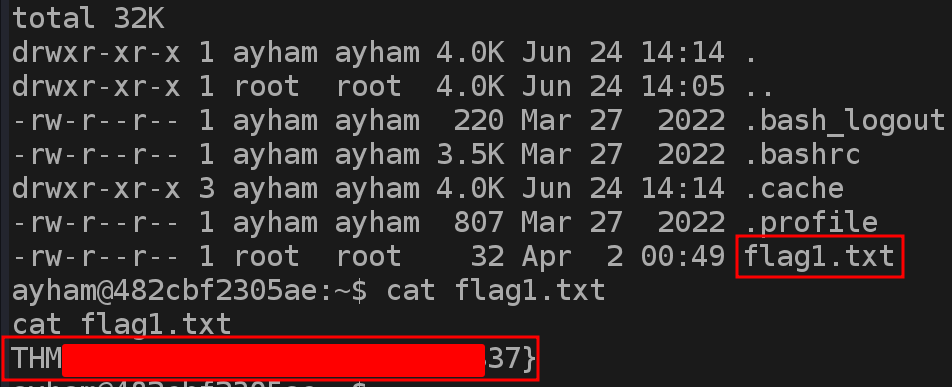 total 32K
drwxr-xr-x 1 ayham ayham 4.0K Jun 24 14:14 .
drwxr-xr-x 1 root  root  4.0K Jun 24 14:05 ..
-rw-r--r-- 1 ayham ayham  220 Mar 27  2022 .bash_logout
-rw-r--r-- 1 ayham ayham 3.5K Mar 27  2022 .bashrc
drwxr-xr-x 3 ayham ayham 4.0K Jun 24 14:14 .cache
-rw-r--r-- 1 ayham ayham  807 Mar 27  2022 .profile
-rw-r--r-- 1 root  root    32 Apr  2 00:49 flag1.txt
ayham@482cbf2305ae:~$ cat flag1.txt
cat flag1.txt
THM 37}